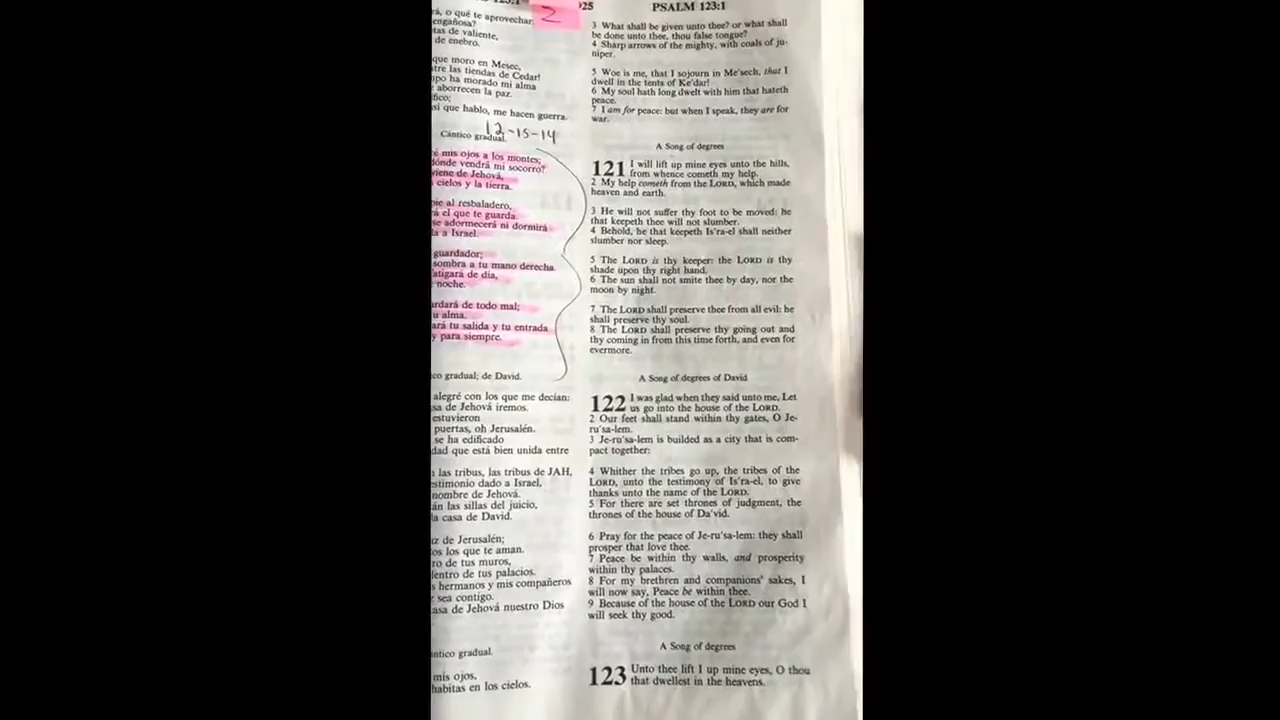 025
PSALM 123:1
2
, o qué te aprovechar
engañosa?
tas de valiente,
de enebro.
que moro en Mesec,
tre las tiendas de Cedar!
po ha morado mi alma
aborrecen la paz.
fico;
sí que hablo, me hacen guerra.
12-15-14
Cántico gradual.
é mis ojos a los montes;
dónde vendrá mi socorro?
viene de Jehová,
cielos y la tierra.
pie al resbaladero,
á el que te guarda.
se adormecerá ni dormirá
la a Israel.
guardador;
sombra a tu mano derecha.
atigará de día,
noche.
ardará de todo mal;
u alma.
ará tu salida y tu entrada
y para siempre.
co gradual; de David.
alegré con los que me decían:
sa de Jehová iremos.
estuvieron
puertas, oh Jerusalén.
se ha edificado
dad que está bien unida entre
las tribus, las tribus de JAH,
stimonio dado a Israel,
nombre de Jehová.
án las sillas del juicio,
la casa de David.
z de Jerusalén;
os los que te aman.
ro de tus muros,
dentro de tus palacios.
s hermanos y mis compañeros
sea contigo.
asa de Jehová nuestro Dios
ntico gradual.
mis ojos,
habitas en los cielos.
3 What shall be given unto thee? or what shall
be done unto thee, thou false tongue?
4 Sharp arrows of the mighty, with coals of ju-
niper.
5 Woe is me, that I sojourn in Me'sech, that I
dwell in the tents of Ke'dar!
6 My soul hath long dwelt with him that hateth
peace.
7 I am for peace: but when I speak, they are for
war.
A Song of degrees
121 I will lift up mine eyes unto the hills,
from whence cometh my help.
2 My help cometh from the LORD, which made
heaven and earth.
3 He will not suffer thy foot to be moved: he
that keepeth thee will not slumber.
4 Behold, he that keepeth Is'ra-el shall neither
slumber nor sleep.
5 The LORD is thy keeper: the LORD is thy
shade upon thy right hand.
6 The sun shall not smite thee by day, nor the
moon by night.
7 The LORD shall preserve thee from all evil: he
shall preserve thy soul.
8 The LORD shall preserve thy going out and
thy coming in from this time forth, and even for
evermore.
A Song of degrees of David
122 I was glad when they said unto me, Let
us go into the house of the LORD.
2 Our feet shall stand within thy gates, O Je-
ru'sa-lem.
3 Je-ru'sa-lem is builded as a city that is com-
pact together:
4 Whither the tribes go up, the tribes of the
LORD, unto the testimony of Is'ra-el, to give
thanks unto the name of the LORD.
5 For there are set thrones of judgment, the
thrones of the house of Da'vid.
6 Pray for the peace of Je-ru'sa-lem: they shall
prosper that love thee.
7 Peace be within thy walls, and prosperity
within thy palaces.
8 For my brethren and companions' sakes, I
will now say, Peace be within thee.
9 Because of the house of the LORD our God I
will seek thy good.
A Song of degrees
123 Unto thee lift I up mine eyes, O thou
that dwellest in the heavens.